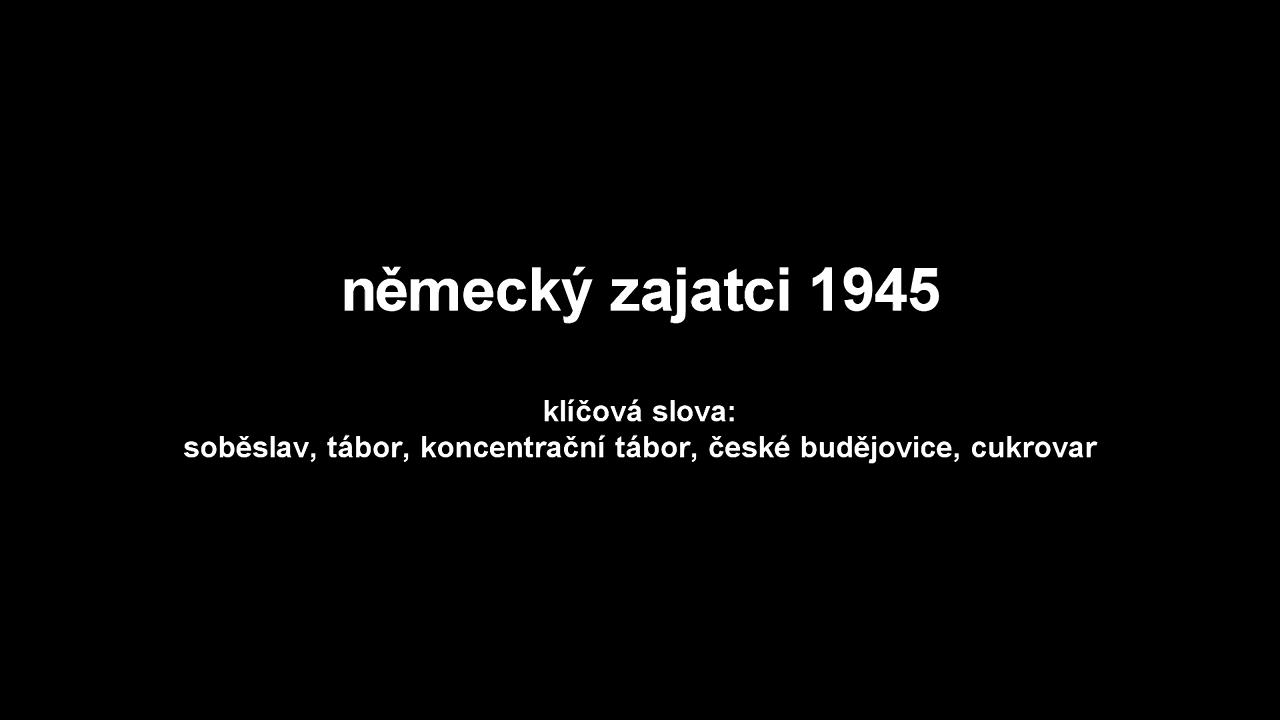 německý zajatci 1945
klíčová slova:
soběslav, tábor, koncentrační tábor, české budějovice, cukrovar